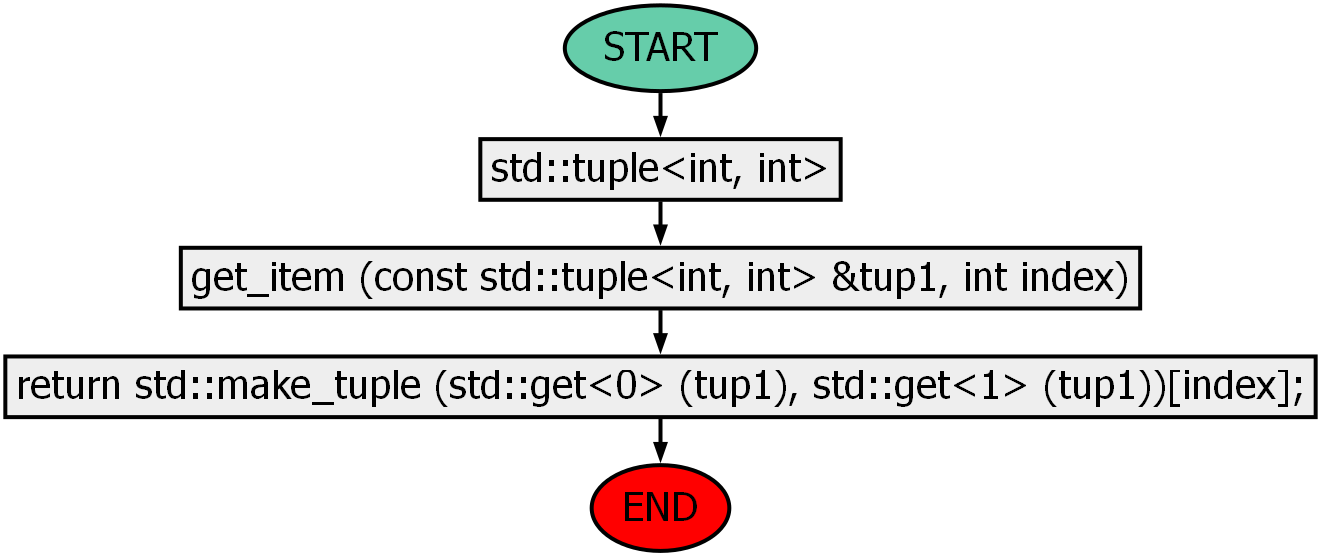 START
std::tuple<int, int>
get_item (const std::tuple<int, int> &tup1, int index)
return std::make_tuple (std::get<0> (tup1), std::get<1> (tup1))[index];
END